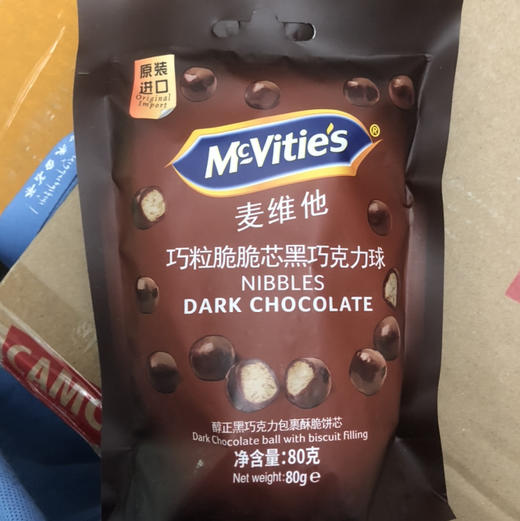 原装
进口
Original
Import
McVitie's®
麦维他
巧粒脆脆芯黑巧克力球
NIBBLES
DARK CHOCOLATE
醇正黑巧克力包裹酥脆饼芯
Dark Chocolate ball with biscuit filling
净含量:80克
Net weight:80g e
CAMO